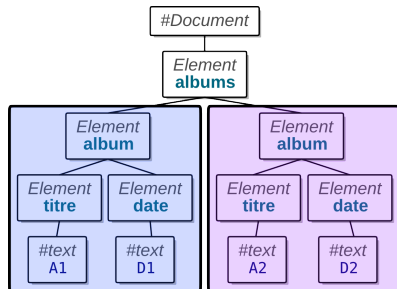 #Document
Element
albums
Element Element
album album
Element Element Element Element
titre date titre date
#text #text #text #text
A1 D1 A2 D2